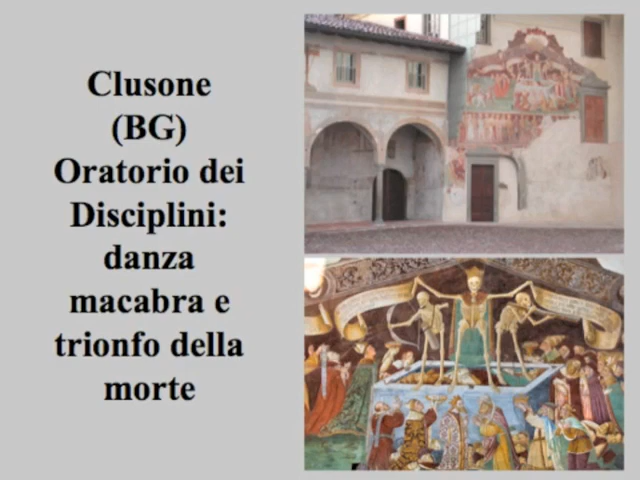 Clusone
(BG)
Oratorio dei
Disciplini:
danza
macabra e
trionfo della
morte